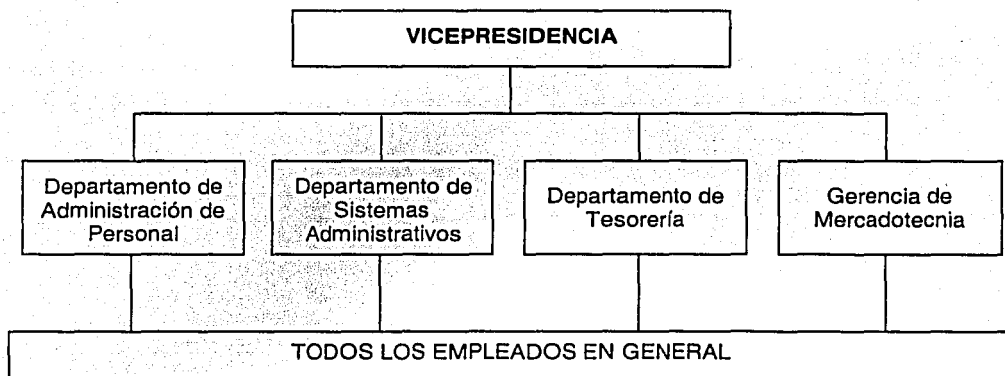 VICEPRESIDENCIA
Departamento de
Administración de
Personal
Departamento de
Sistemas
Administrativos
Departamento de
Tesorería
Gerencia de
Mercadotecnia
TODOS LOS EMPLEADOS EN GENERAL